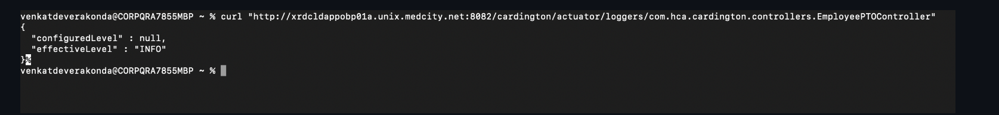 venkatdeverakonda@CORPQRA7855MBP ~ % curl "http://xrdcldappobp01a.unix.medcity.net:8082/cardington/actuator/loggers/com.hca.cardington.controllers.EmployeePTOController"
{
  "configuredLevel" : null,
  "effectiveLevel" : "INFO"
}%
venkatdeverakonda@CORPQRA7855MBP ~ %